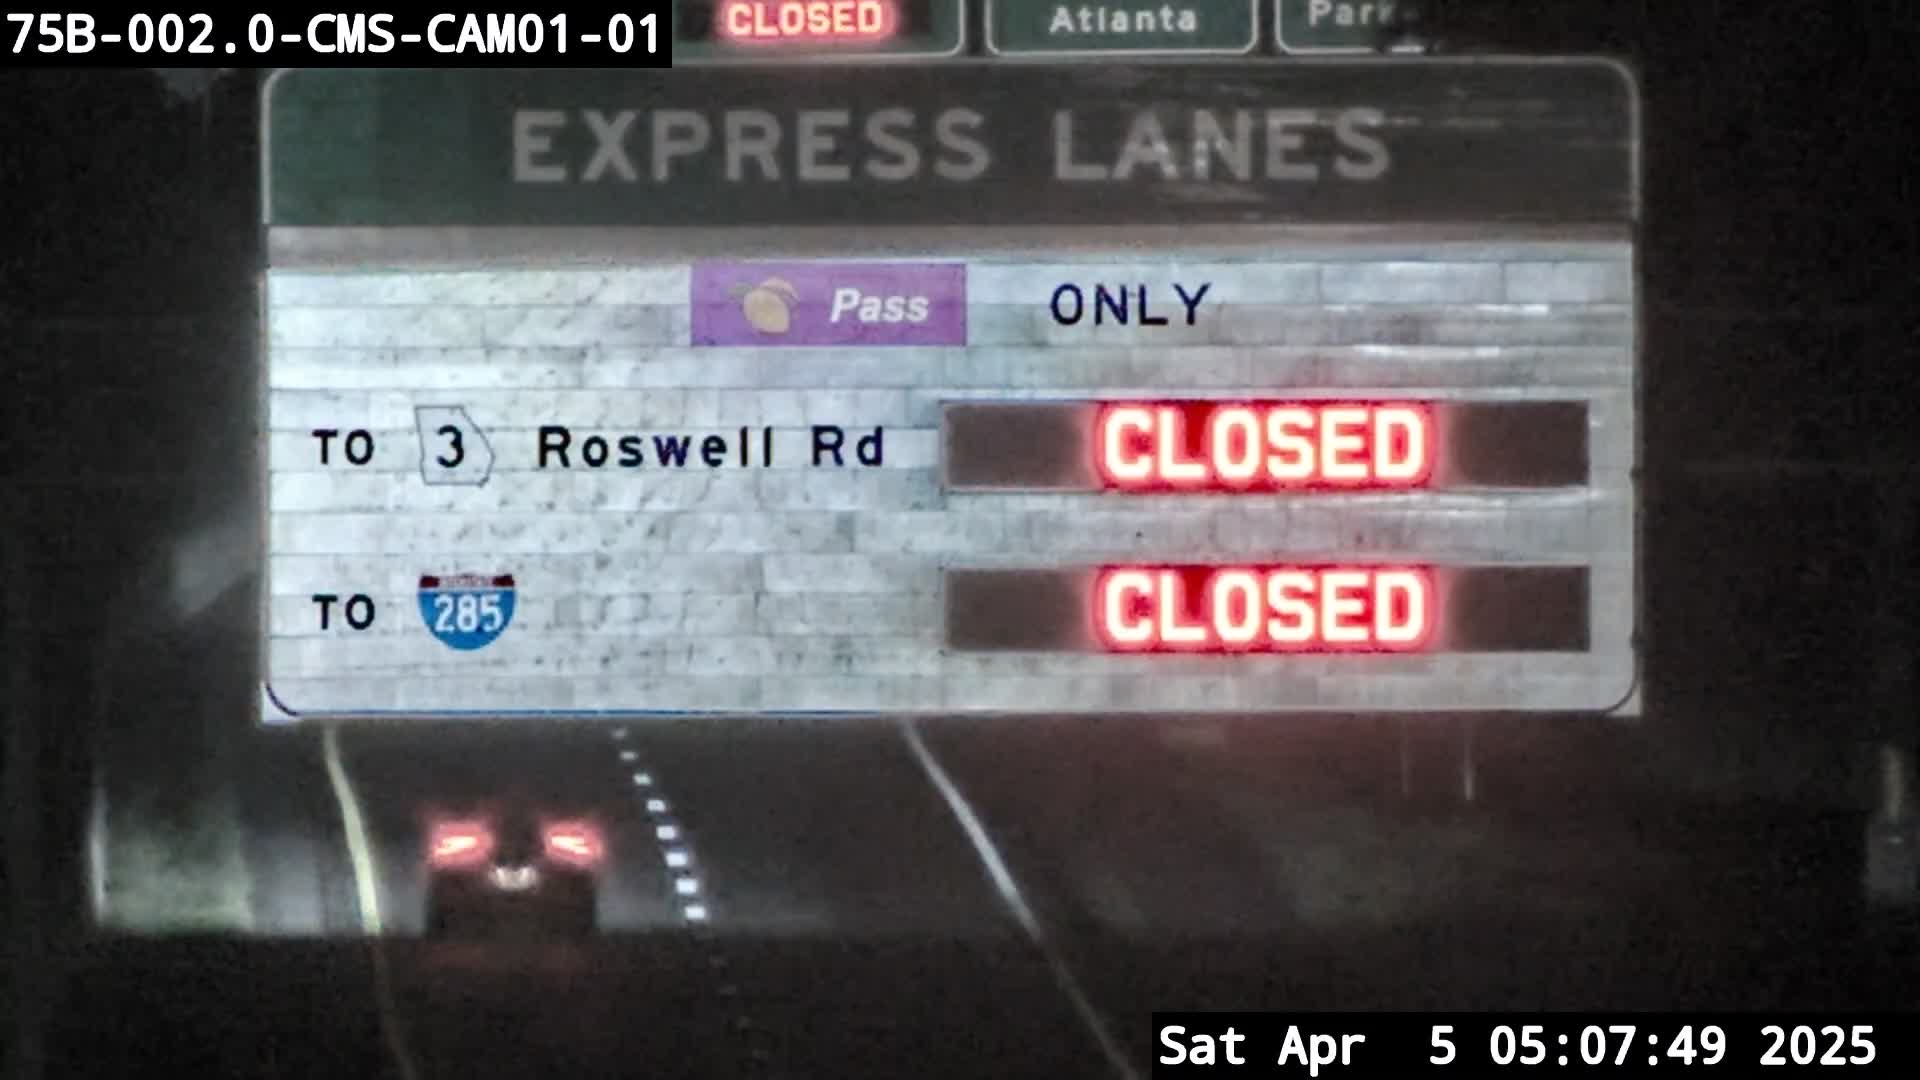 75B-002.0-CMS-CAM01-01
CLOSED
Atlanta
Park
EXPRESS LANES
Pass ONLY
TO 3 Roswell Rd CLOSED
TO 285 CLOSED
Sat Apr 5 05:07:49 2025